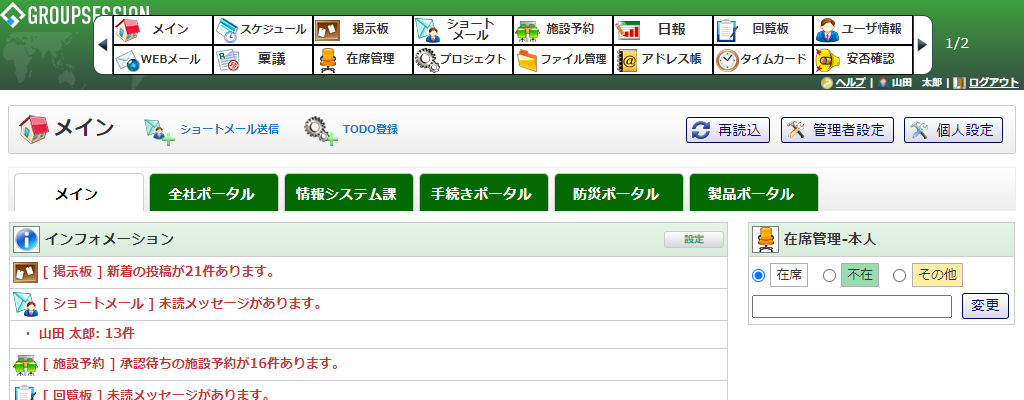 GROUPSESSION
メイン スケジュール 掲示板 ショートメール 施設予約 日報 回覧板 ユーザ情報
WEBメール 稟議 在席管理 プロジェクト ファイル管理 アドレス帳 タイムカード 安否確認
1/2
ヘルプ | 山田 太郎 | ログアウト
メイン ショートメール送信 TODO登録 再読込 管理者設定 個人設定
メイン 全社ポータル 情報システム課 手続きポータル 防災ポータル 製品ポータル
インフォメーション 設定
[ 掲示板 ] 新着の投稿が21件あります。
[ ショートメール ] 未読メッセージがあります。
・ 山田 太郎: 13件
[ 施設予約 ] 承認待ちの施設予約が16件あります。
[ 回覧板 ] 未読メッセージがあります。
在席管理-本人
在席 不在 その他
変更